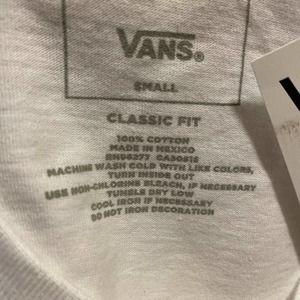 VANS®
SMALL
CLASSIC FIT
100% COTTON
MADE IN MEXICO
RN96277 CA30515
MACHINE WASH COLD WITH LIKE COLORS,
TURN INSIDE OUT
USE NON-CHLORINE BLEACH, IF NECESSARY
TUMBLE DRY LOW
COOL IRON IF NECESSARY
DO NOT IRON DECORATION